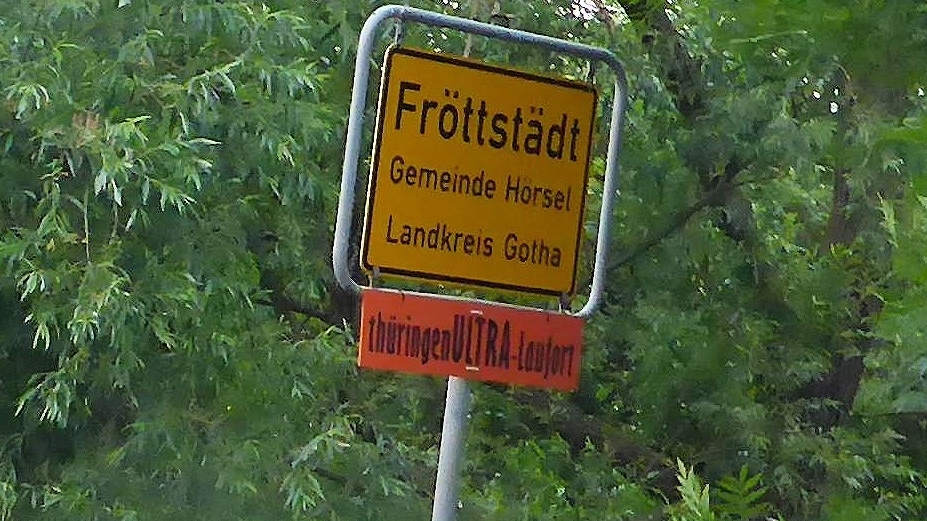 Fröttstädt
Gemeinde Hörsel
Landkreis Gotha
thüringenULTRA-Laufort